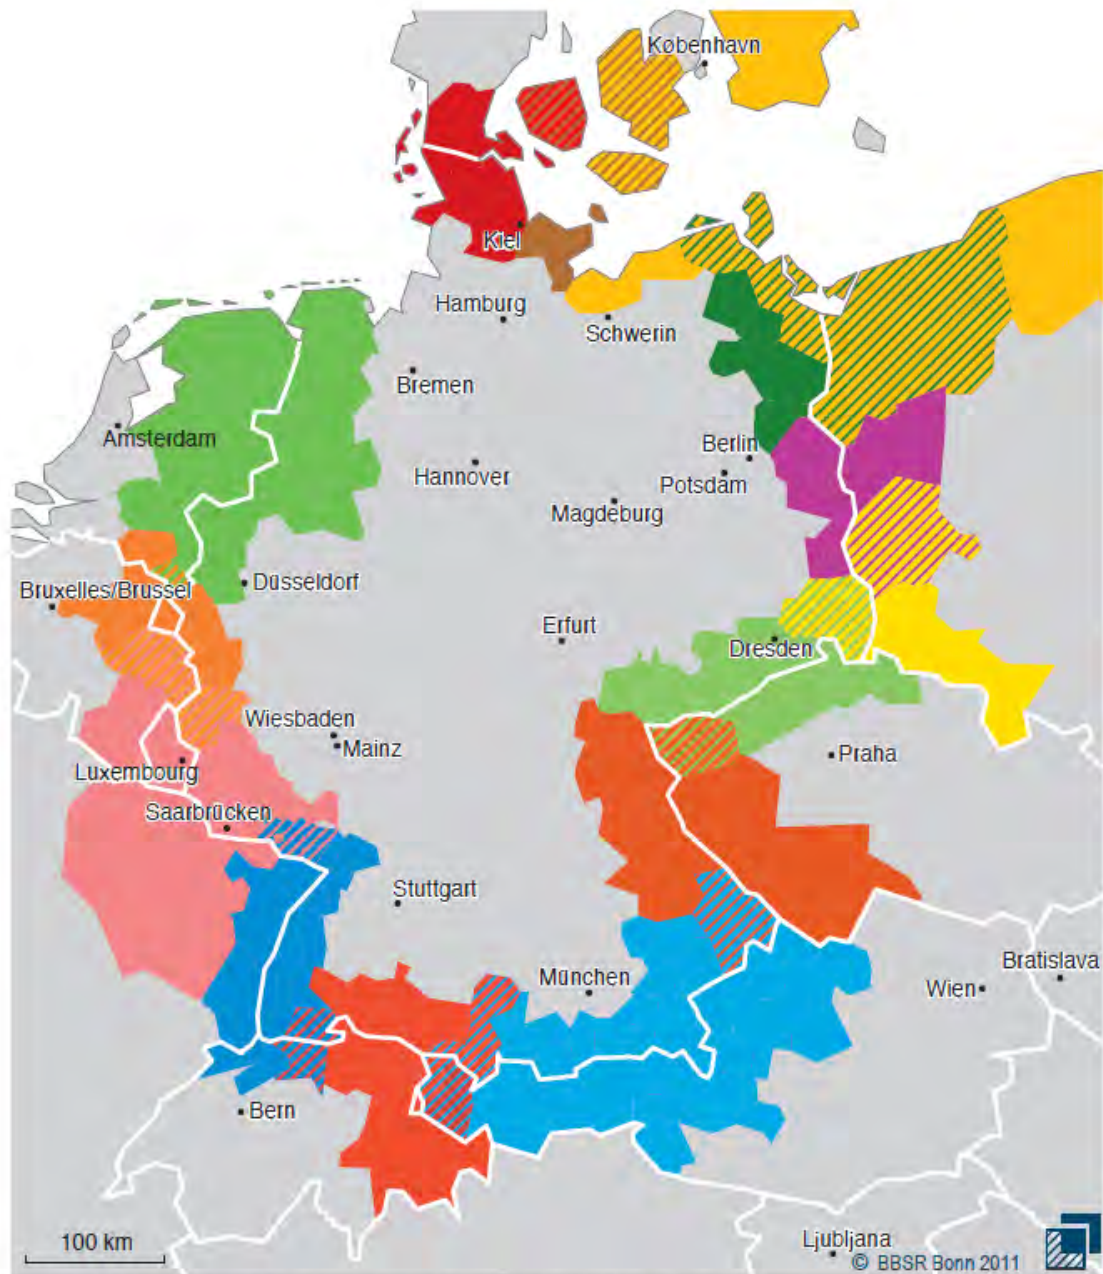 København
Kiel
Hamburg
Schwerin
Bremen
Amsterdam
Berlin
Hannover
Potsdam
Magdeburg
Bruxelles/Brussel
Düsseldorf
Erfurt
Dresden
Wiesbaden
Mainz
Luxembourg
Praha
Saarbrücken
Stuttgart
München
Bratislava
Wien
Bern
100 km
Ljubljana
© BBSR Bonn 2011